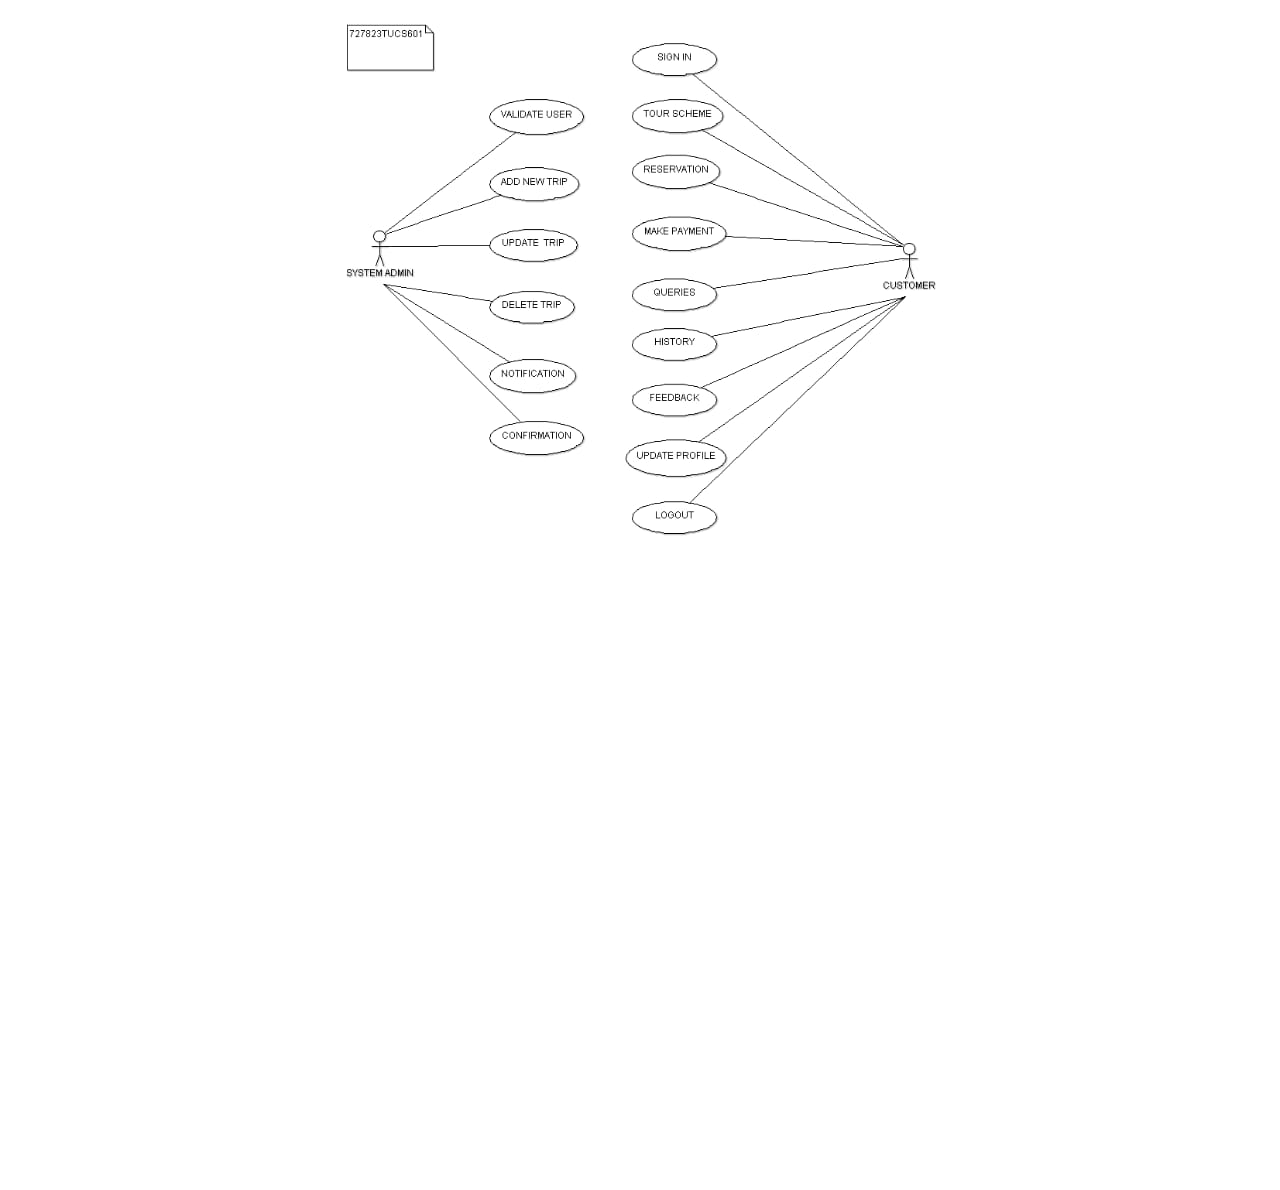 727823TUCS601
SIGN IN
VALIDATE USER
TOUR SCHEME
ADD NEW TRIP
RESERVATION
UPDATE TRIP
MAKE PAYMENT
SYSTEM ADMIN
CUSTOMER
DELETE TRIP
QUERIES
HISTORY
NOTIFICATION
FEEDBACK
CONFIRMATION
UPDATE PROFILE
LOGOUT